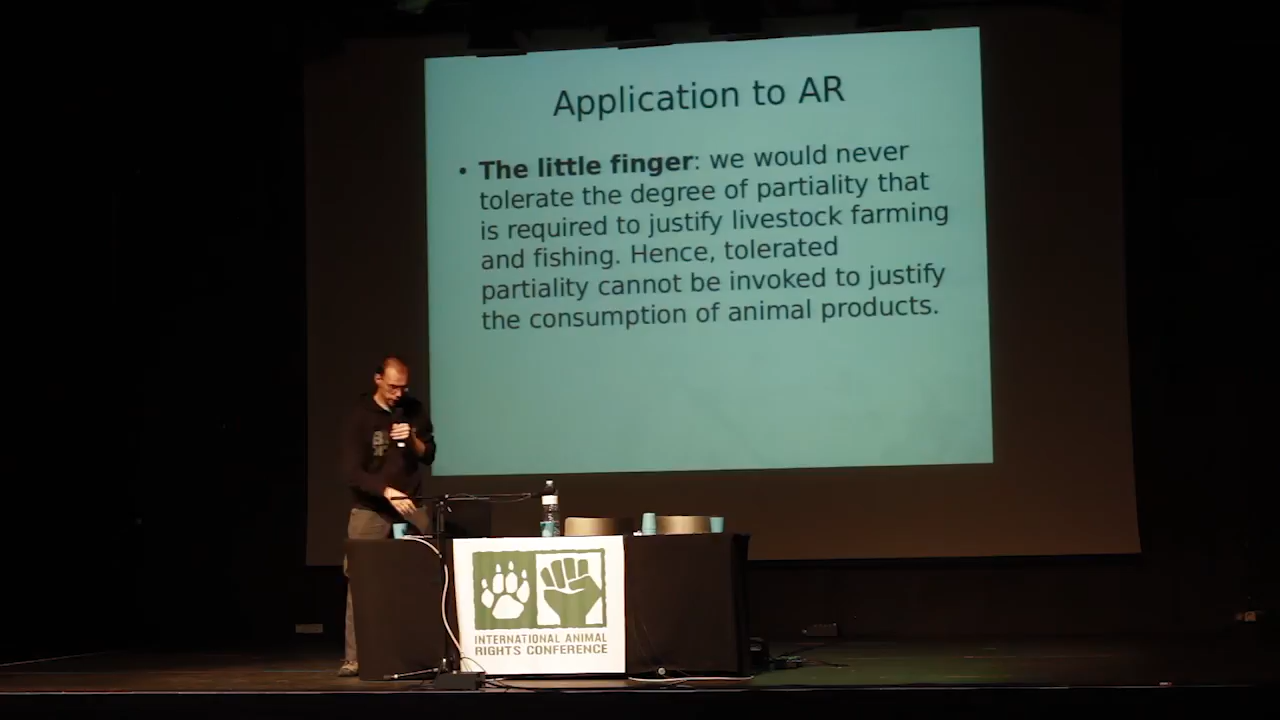 Application to AR
• The little finger: we would never
tolerate the degree of partiality that
is required to justify livestock farming
and fishing. Hence, tolerated
partiality cannot be invoked to justify
the consumption of animal products.
INTERNATIONAL ANIMAL
RIGHTS CONFERENCE